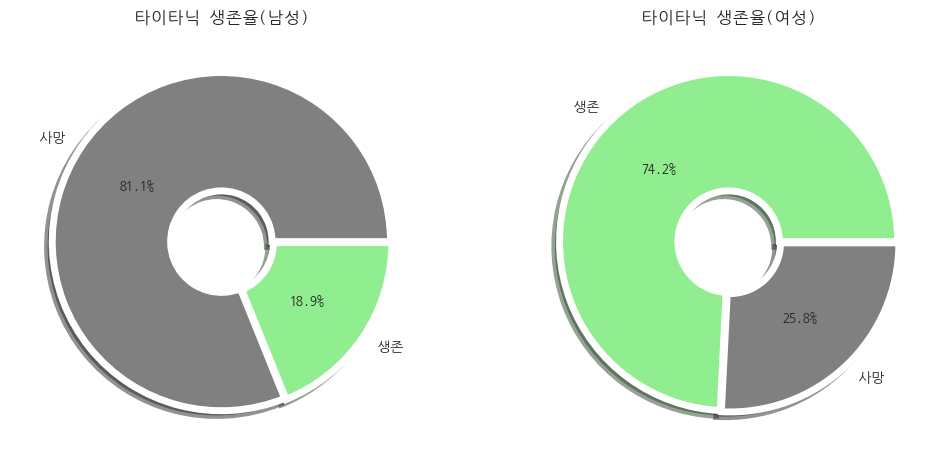 타이타닉 생존율(남성)
사망
81.1%
18.9%
생존
타이타닉 생존율(여성)
생존
74.2%
25.8%
사망